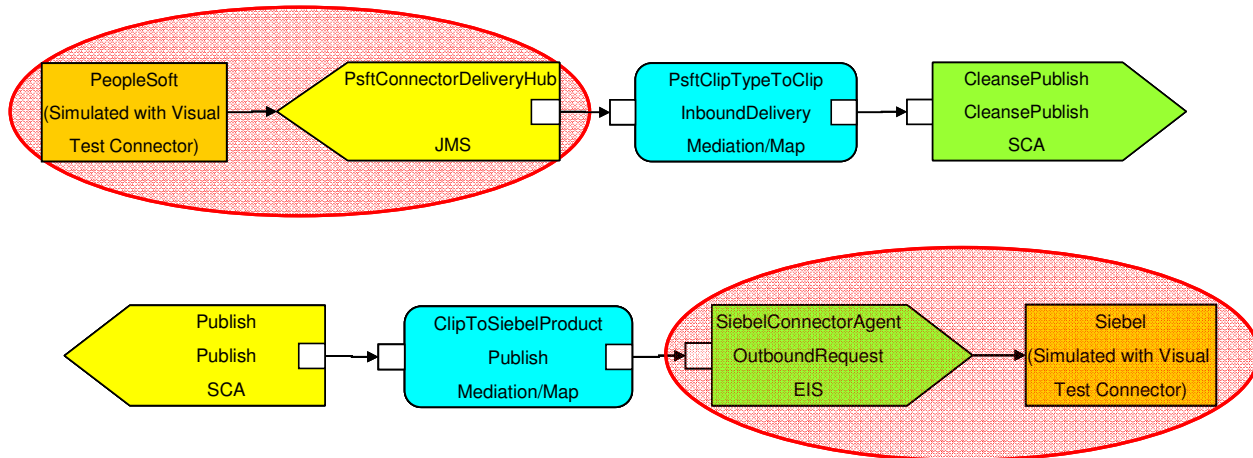 PeopleSoft
(Simulated with Visual
Test Connector)
PsftConnectorDeliveryHub
JMS
PsftClipTypeToClip
InboundDelivery
Mediation/Map
CleansePublish
CleansePublish
SCA
Publish
Publish
SCA
ClipToSiebelProduct
Publish
Mediation/Map
SiebelConnectorAgent
OutboundRequest
EIS
Siebel
(Simulated with Visual
Test Connector)